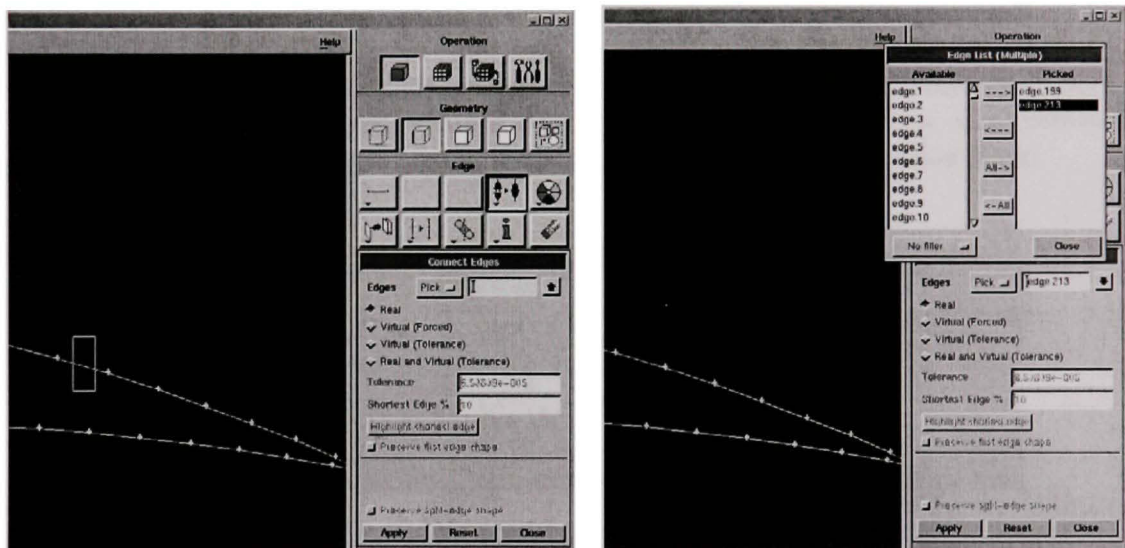 Help
Operation
Geometry
Edge
Connect Edges
Edges Pick
Real
Virtual (Forced)
Virtual (Tolerance)
Real and Virtual (Tolerance)
Tolerance
Shortest Edge % 10
Highlight shortest edge
Preserve first edge shape
Preserve split-edge shape
Apply Reset Close
Help
Operation
Edge List (Multiple)
Available Picked
edge.1 ----> edge.199
edge.2 edge.213
edge.3
edge.4 <----
edge.5
edge.6
edge.7 All->
edge.8
edge.9 <-All
edge.10
No filter Close
Edges Pick edge.213
Real
Virtual (Forced)
Virtual (Tolerance)
Real and Virtual (Tolerance)
Tolerance
Shortest Edge % 10
Highlight shortest edge
Preserve first edge shape
Preserve split-edge shape
Apply Reset Close